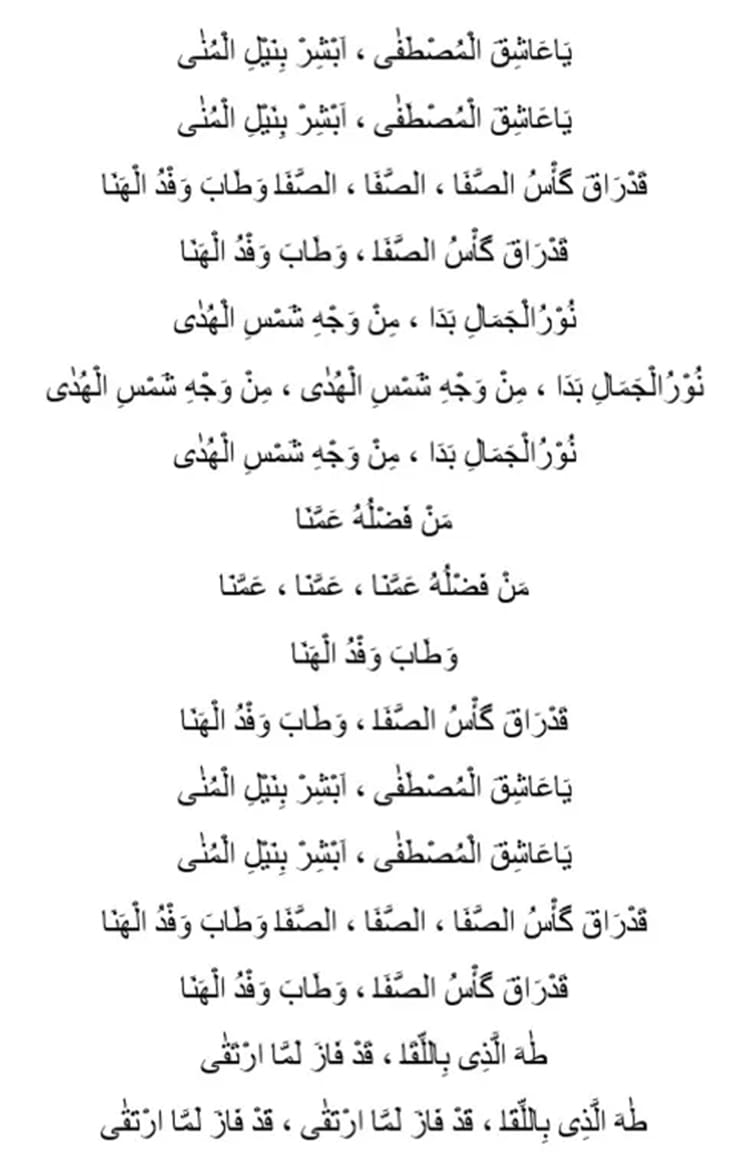 يَاعَاشِقَ الْمُصْطَفٰى ، اَبْشِرْ بِنَيْلِ الْمُنٰى
يَاعَاشِقَ الْمُصْطَفٰى ، اَبْشِرْ بِنَيْلِ الْمُنٰى
قَدْرَاقَ كَأْسُ الصَّفَا ، الصَّفَا ، الصَّفَا وَطَابَ وَفْدُ الْهَنَا
قَدْرَاقَ كَأْسُ الصَّفَا ، وَطَابَ وَفْدُ الْهَنَا
نُوْرُالْجَمَالِ بَدَا ، مِنْ وَجْهِ شَمْسِ الْهُدٰى
نُوْرُالْجَمَالِ بَدَا ، مِنْ وَجْهِ شَمْسِ الْهُدٰى ، مِنْ وَجْهِ شَمْسِ الْهُدٰى
نُوْرُالْجَمَالِ بَدَا ، مِنْ وَجْهِ شَمْسِ الْهُدٰى
مَنْ فَضْلُهُ عَمَّنَا
مَنْ فَضْلُهُ عَمَّنَا ، عَمَّنَا ، عَمَّنَا
وَطَابَ وَفْدُ الْهَنَا
قَدْرَاقَ كَأْسُ الصَّفَا ، وَطَابَ وَفْدُ الْهَنَا
يَاعَاشِقَ الْمُصْطَفٰى ، اَبْشِرْ بِنَيْلِ الْمُنٰى
يَاعَاشِقَ الْمُصْطَفٰى ، اَبْشِرْ بِنَيْلِ الْمُنٰى
قَدْرَاقَ كَأْسُ الصَّفَا ، الصَّفَا ، الصَّفَا وَطَابَ وَفْدُ الْهَنَا
قَدْرَاقَ كَأْسُ الصَّفَا ، وَطَابَ وَفْدُ الْهَنَا
طٰهَ الَّذِى بِاللِّقَا ، قَدْ فَازَ لَمَّا ارْتَقٰى
طٰهَ الَّذِى بِاللِّقَا ، قَدْ فَازَ لَمَّا ارْتَقٰى ، قَدْ فَازَ لَمَّا ارْتَقٰى